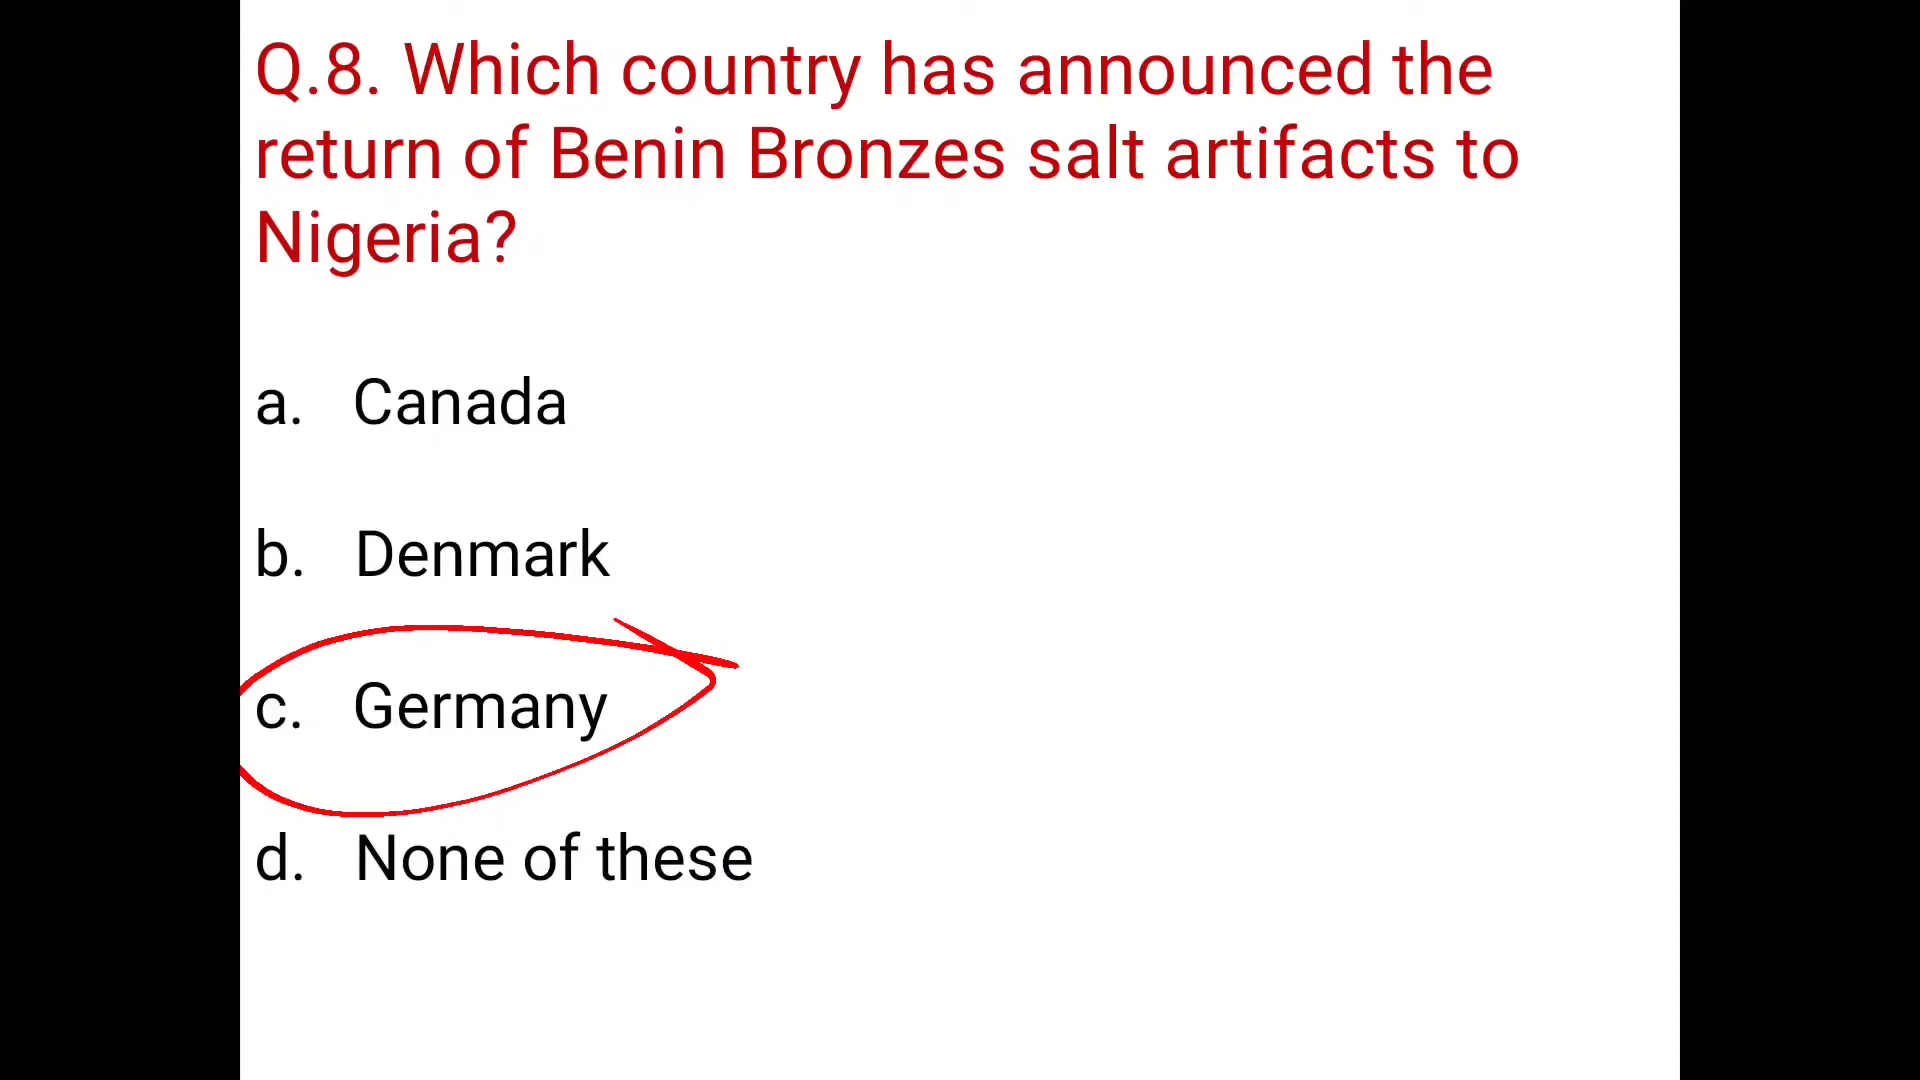 Q.8. Which country has announced the
return of Benin Bronzes salt artifacts to
Nigeria?
a. Canada
b. Denmark
c. Germany
d. None of these